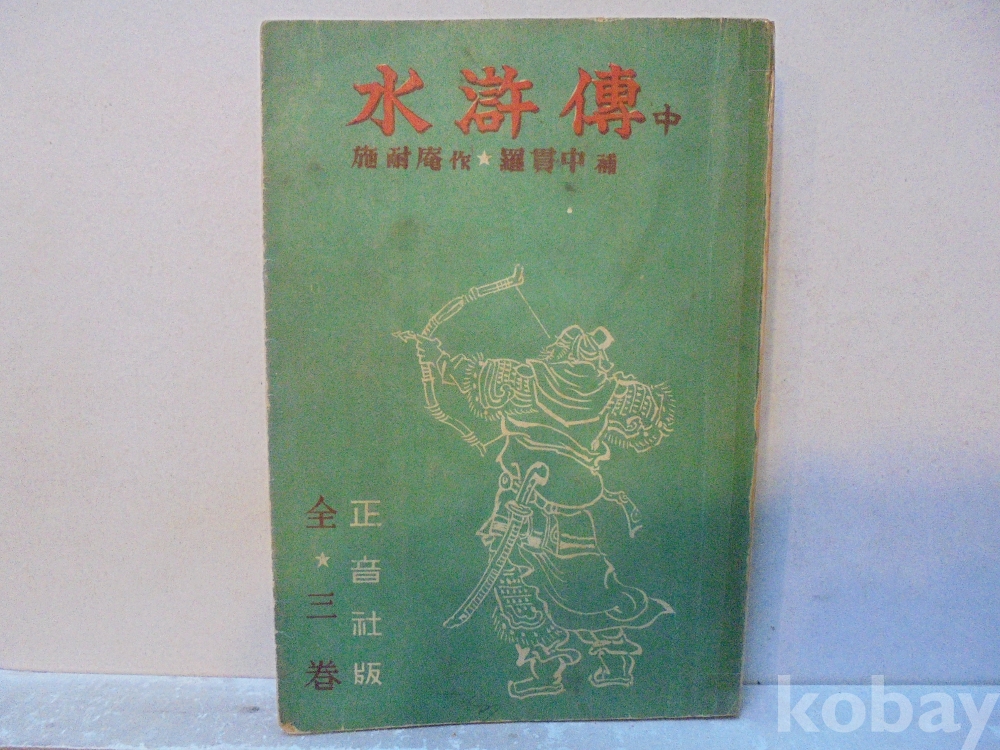 水滸傳 中
施耐庵 作 ★ 羅貫中 補
全★三巻
正音社版
kobay